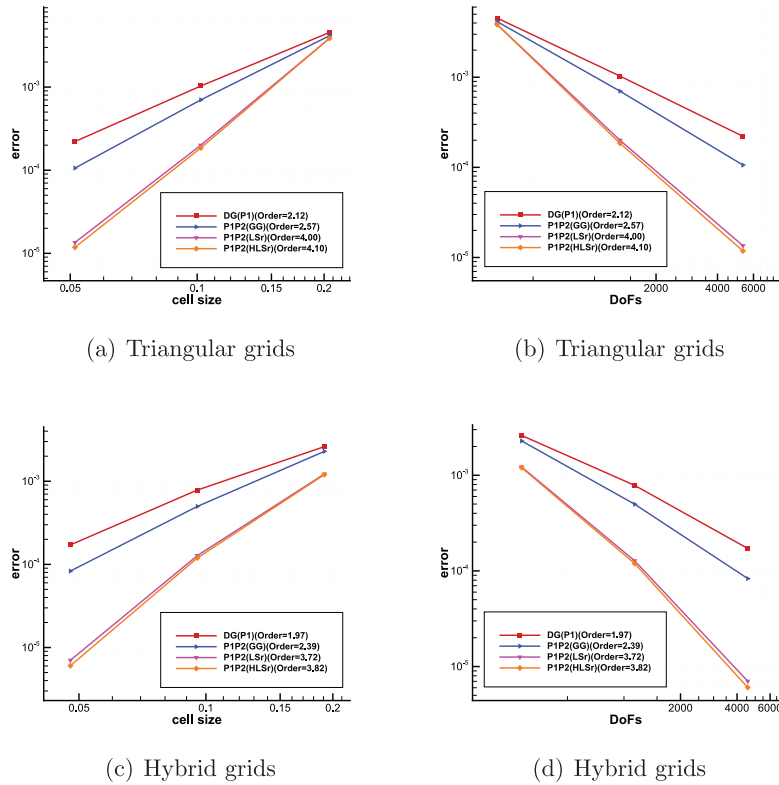 error
10⁻³
10⁻⁴
10⁻⁵
DG(P1)(Order=2.12)
P1P2(GG)(Order=2.57)
P1P2(LSr)(Order=4.00)
P1P2(HLSr)(Order=4.10)
0.05 0.1 0.15 0.2
cell size
(a) Triangular grids
error
10⁻³
10⁻⁴
10⁻⁵
DG(P1)(Order=2.12)
P1P2(GG)(Order=2.57)
P1P2(LSr)(Order=4.00)
P1P2(HLSr)(Order=4.10)
2000 4000 6000
DoFs
(b) Triangular grids
error
10⁻³
10⁻⁴
10⁻⁵
DG(P1)(Order=1.97)
P1P2(GG)(Order=2.39)
P1P2(LSr)(Order=3.72)
P1P2(HLSr)(Order=3.82)
0.05 0.1 0.15 0.2
cell size
(c) Hybrid grids
error
10⁻³
10⁻⁴
10⁻⁵
DG(P1)(Order=1.97)
P1P2(GG)(Order=2.39)
P1P2(LSr)(Order=3.72)
P1P2(HLSr)(Order=3.82)
2000 4000 6000
DoFs
(d) Hybrid grids